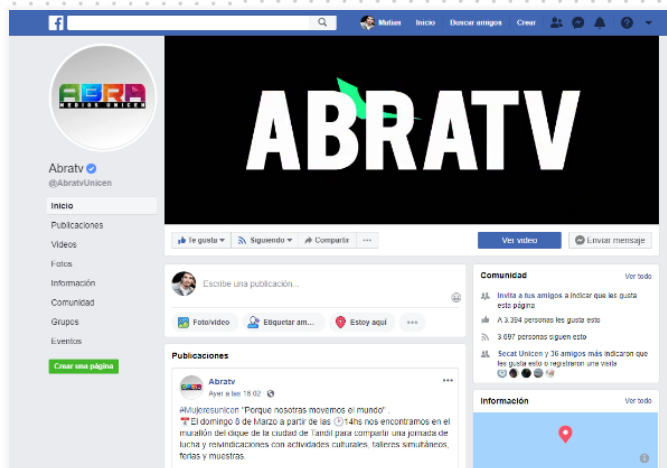 Matias Inicio Buscar amigos Crear
ABRA
MEDIOS UNICEN
ABRATV
Abratv
@AbratvUnicen
Inicio
Publicaciones
Videos
Fotos
Información
Comunidad
Grupos
Eventos
Crear una página
Te gusta Siguiendo Compartir ...
Ver video
Enviar mensaje
Escribe una publicación...
Foto/video Etiquetar am... Estoy aquí ...
Publicaciones
Abratv
Ayer a las 18:02
#Mujeresunicen "Porque nosotras movemos el mundo" .
El domingo 8 de Marzo a partir de las 14hs nos encontramos en el
murallón del dique de la ciudad de Tandil para compartir una jornada de
lucha y reivindicaciones con actividades culturales, talleres simultáneos,
ferias y muestras.
Comunidad Ver todo
Invita a tus amigos a indicar que les gusta
esta página
A 3.394 personas les gusta esto
3.697 personas siguen esto
Secat Unicen y 36 amigos más indicaron que
les gusta esto o registraron una visita
Información Ver todo